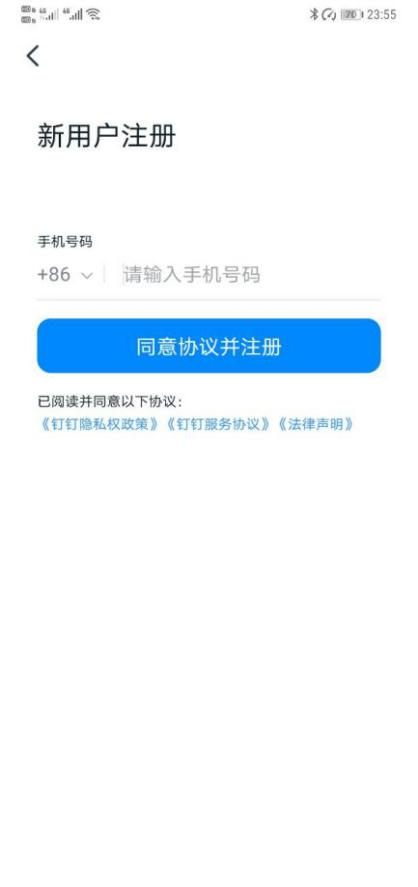 23:55
新用户注册
手机号码
+86 请输入手机号码
同意协议并注册
已阅读并同意以下协议：
《钉钉隐私权政策》《钉钉服务协议》《法律声明》